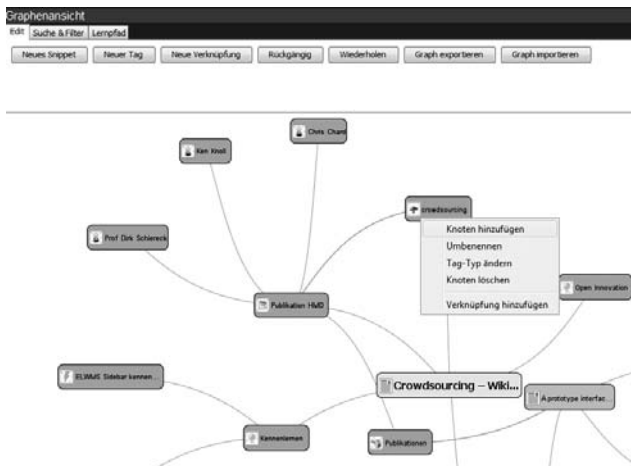 Graphenansicht
Edit Suche & Filter Lernpfad
Neues Snippet Neuer Tag Neue Verknüpfung Rückgängig Wiederholen Graph exportieren Graph importieren
Chris Chard
Ken Knoll
crowdsourcing
Knoten hinzufügen
Umbenennen
Tag-Typ ändern
Knoten löschen
Verknüpfung hinzufügen
Prof Dirk Schiereck
Open Innovation
Publikation HMD
ELWMS Sidebar kennen...
Crowdsourcing – Wiki...
A prototype interfac...
Kennenlernen
Publikationen